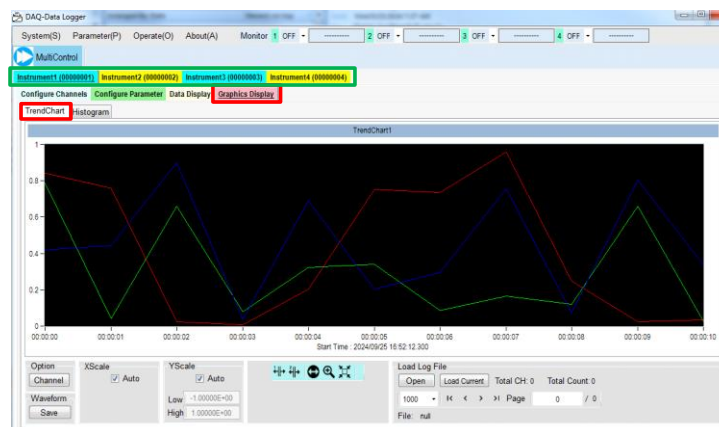 DAQ-Data Logger
System(S) Parameter(P) Operate(O) About(A) Monitor 1 OFF ---------- 2 OFF ---------- 3 OFF ---------- 4 OFF ----------
MultiControl
Instrument1 (00000001) Instrument2 (00000002) Instrument3 (00000003) Instrument4 (00000004)
Configure Channels Configure Parameter Data Display Graphics Display
TrendChart Histogram
TrendChart1
1
0.8
0.6
0.4
0.2
0
00:00:00 00:00:01 00:00:02 00:00:03 00:00:04 00:00:05 00:00:06 00:00:07 00:00:08 00:00:09 00:00:10
Start Time : 2024/09/25 16:52:12.300
Option XScale YScale Load Log File
Channel Auto Auto Open Load Current Total CH: 0 Total Count: 0
Waveform Low -1.00000E+00 1000 Page 0 / 0
Save High 1.00000E+00 File: null